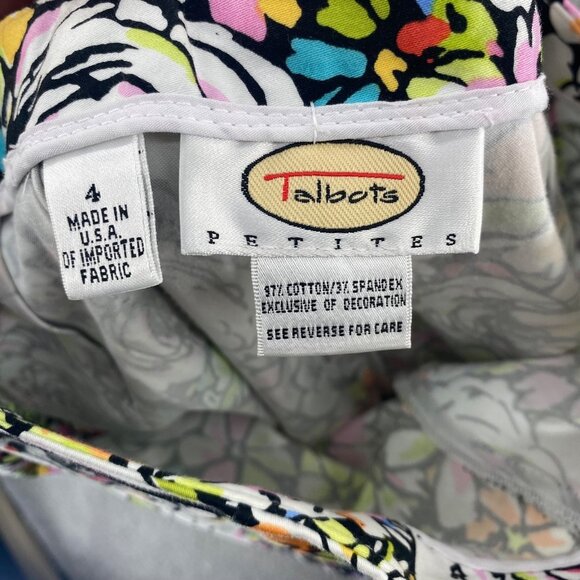 4
MADE IN
U.S.A.
OF IMPORTED
FABRIC
Talbots
PETITES
97% COTTON/3% SPANDEX
EXCLUSIVE OF DECORATION
SEE REVERSE FOR CARE